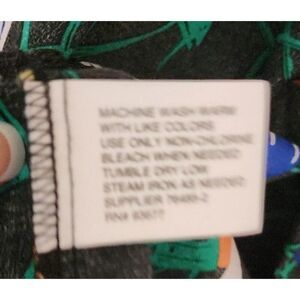 MACHINE WASH WARM
WITH LIKE COLORS
USE ONLY NON-CHLORINE
BLEACH WHEN NEEDED
TUMBLE DRY LOW
STEAM IRON AS NEEDED
SUPPLIER
RN#